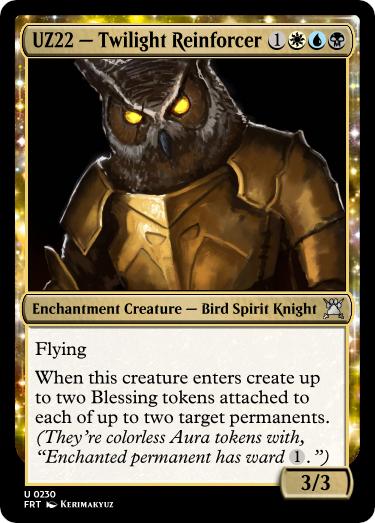 UZ22 — Twilight Reinforcer 1
Enchantment Creature — Bird Spirit Knight
Flying
When this creature enters create up
to two Blessing tokens attached to
each of up to two target permanents.
(They're colorless Aura tokens with,
“Enchanted permanent has ward 1.”)
3/3
U 0230
FRT KERIMAKYUZ